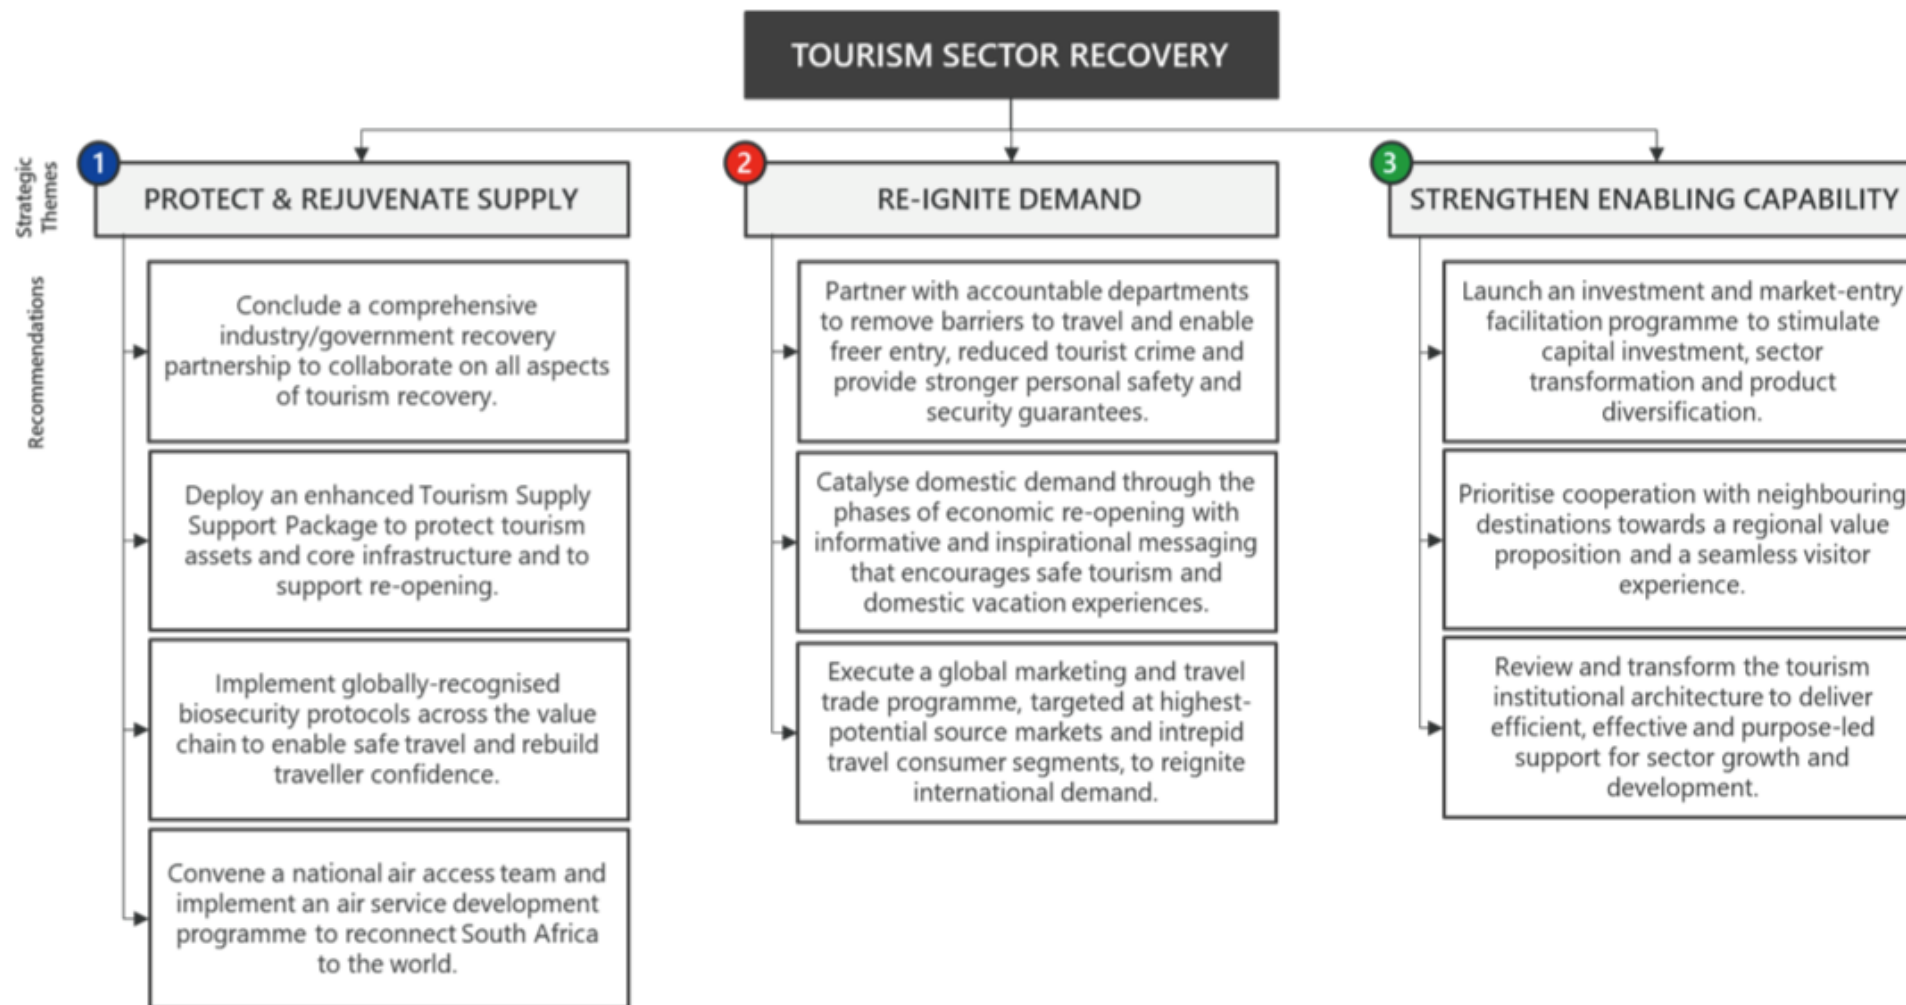 TOURISM SECTOR RECOVERY
Strategic
Themes
1
PROTECT & REJUVENATE SUPPLY
2
RE-IGNITE DEMAND
3
STRENGTHEN ENABLING CAPABILITY
Recommendations
Conclude a comprehensive
industry/government recovery
partnership to collaborate on all aspects
of tourism recovery.
Deploy an enhanced Tourism Supply
Support Package to protect tourism
assets and core infrastructure and to
support re-opening.
Implement globally-recognised
biosecurity protocols across the value
chain to enable safe travel and rebuild
traveller confidence.
Convene a national air access team and
implement an air service development
programme to reconnect South Africa
to the world.
Partner with accountable departments
to remove barriers to travel and enable
freer entry, reduced tourist crime and
provide stronger personal safety and
security guarantees.
Catalyse domestic demand through the
phases of economic re-opening with
informative and inspirational messaging
that encourages safe tourism and
domestic vacation experiences.
Execute a global marketing and travel
trade programme, targeted at highest-
potential source markets and intrepid
travel consumer segments, to reignite
international demand.
Launch an investment and market-entry
facilitation programme to stimulate
capital investment, sector
transformation and product
diversification.
Prioritise cooperation with neighbouring
destinations towards a regional value
proposition and a seamless visitor
experience.
Review and transform the tourism
institutional architecture to deliver
efficient, effective and purpose-led
support for sector growth and
development.